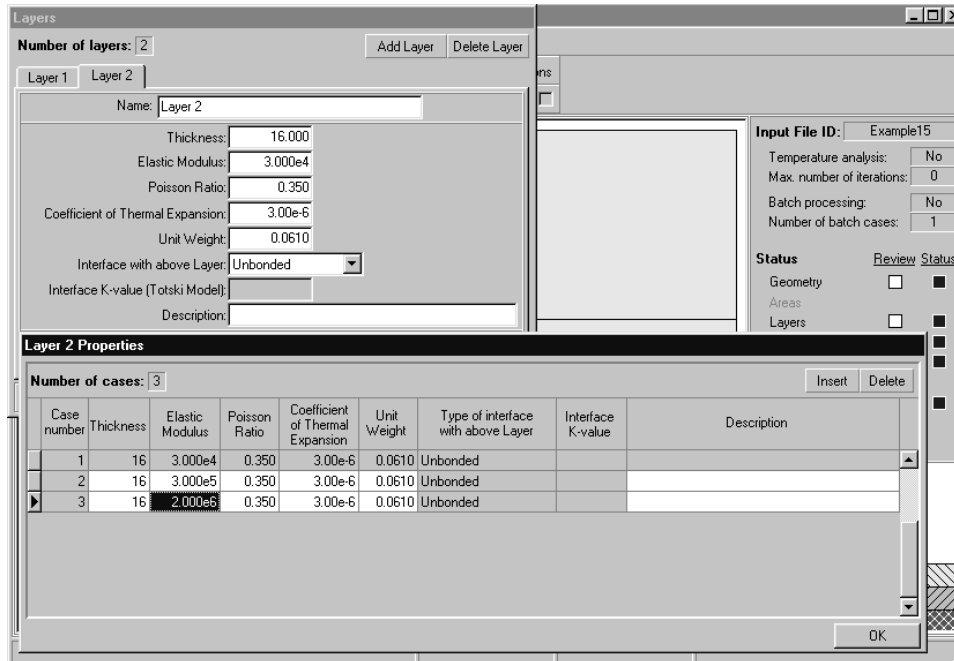 Layers
Number of layers: 2 Add Layer Delete Layer
Layer 1 Layer 2
Name: Layer 2
Thickness: 16.000
Elastic Modulus: 3.000e4
Poisson Ratio: 0.350
Coefficient of Thermal Expansion: 3.00e-6
Unit Weight: 0.0610
Interface with above Layer: Unbonded
Interface K-value (Totski Model):
Description:
ons
Input File ID: Example15
Temperature analysis: No
Max. number of iterations: 0
Batch processing: No
Number of batch cases: 1
Status Review Status
Geometry
Areas
Layers
Layer 2 Properties
Number of cases: 3 Insert Delete
Case number Thickness Elastic Modulus Poisson Ratio Coefficient of Thermal Expansion Unit Weight Type of interface with above Layer Interface K-value Description
1 16 3.000e4 0.350 3.00e-6 0.0610 Unbonded
2 16 3.000e5 0.350 3.00e-6 0.0610 Unbonded
3 16 2.000e6 0.350 3.00e-6 0.0610 Unbonded
OK